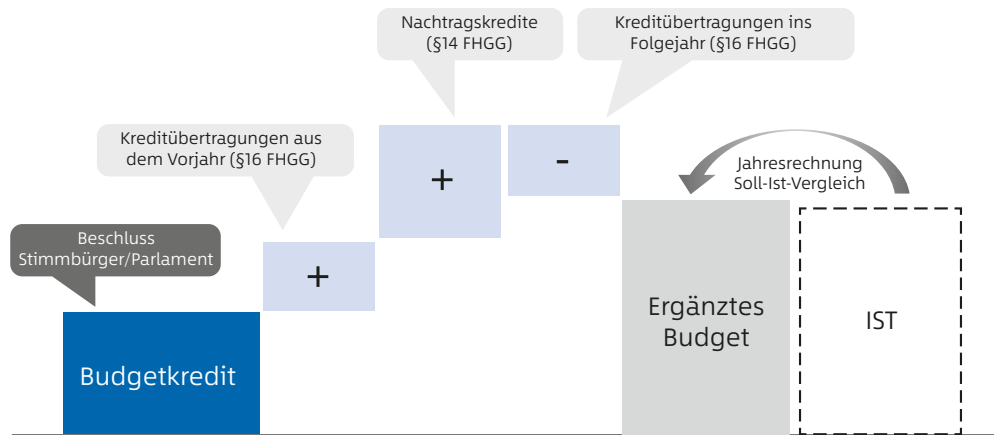 Nachtragskredite
(§14 FHGG)
Kreditübertragungen ins
Folgejahr (§16 FHGG)
Kreditübertragungen aus
dem Vorjahr (§16 FHGG)
+
-
Jahresrechnung
Soll-Ist-Vergleich
Beschluss
Stimmbürger/Parlament
+
Ergänztes
Budget
IST
Budgetkredit